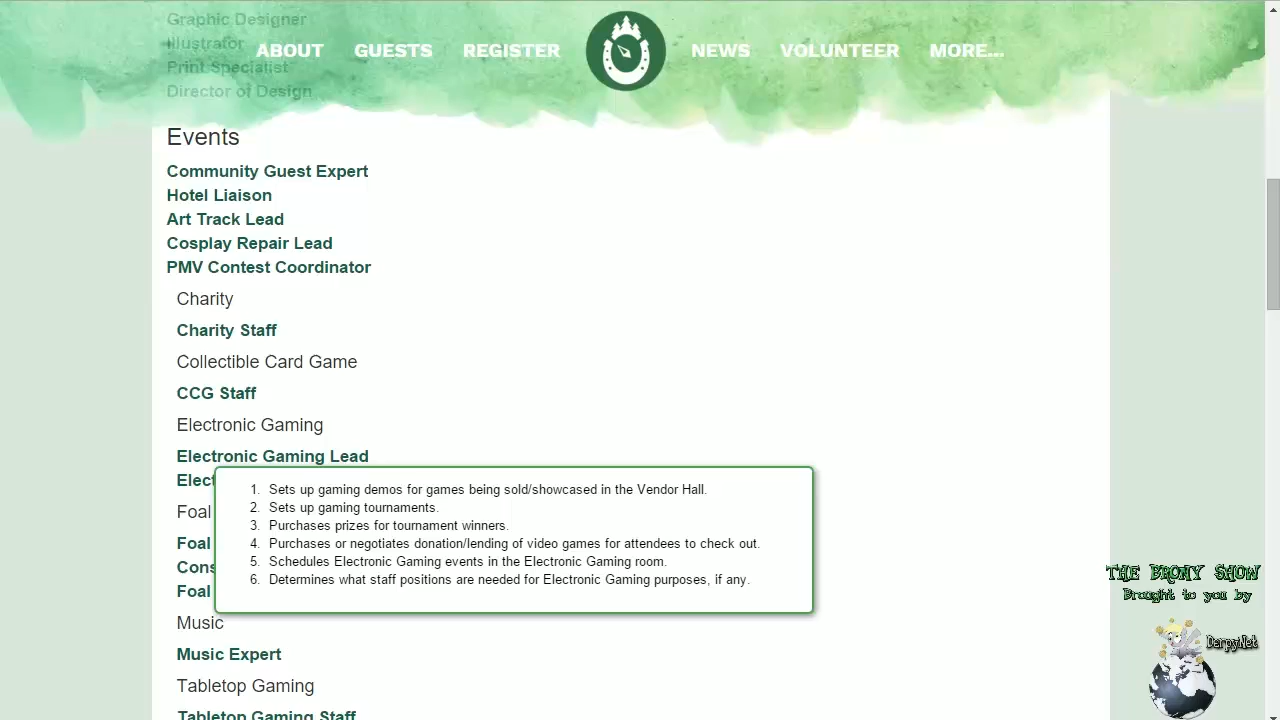 Graphic Designer
Illustrator
Print Specialist
Director of Design
ABOUT GUESTS REGISTER NEWS VOLUNTEER MORE...
Events
Community Guest Expert
Hotel Liaison
Art Track Lead
Cosplay Repair Lead
PMV Contest Coordinator
Charity
Charity Staff
Collectible Card Game
CCG Staff
Electronic Gaming
Electronic Gaming Lead
Elect
1. Sets up gaming demos for games being sold/showcased in the Vendor Hall.
2. Sets up gaming tournaments.
3. Purchases prizes for tournament winners.
4. Purchases or negotiates donation/lending of video games for attendees to check out.
5. Schedules Electronic Gaming events in the Electronic Gaming room.
6. Determines what staff positions are needed for Electronic Gaming purposes, if any.
Foal
Foal
Cons
Foal
Music
Music Expert
Tabletop Gaming
Tabletop Gaming Staff
THE BRONY SHOW
Brought to you by
DerpyNet